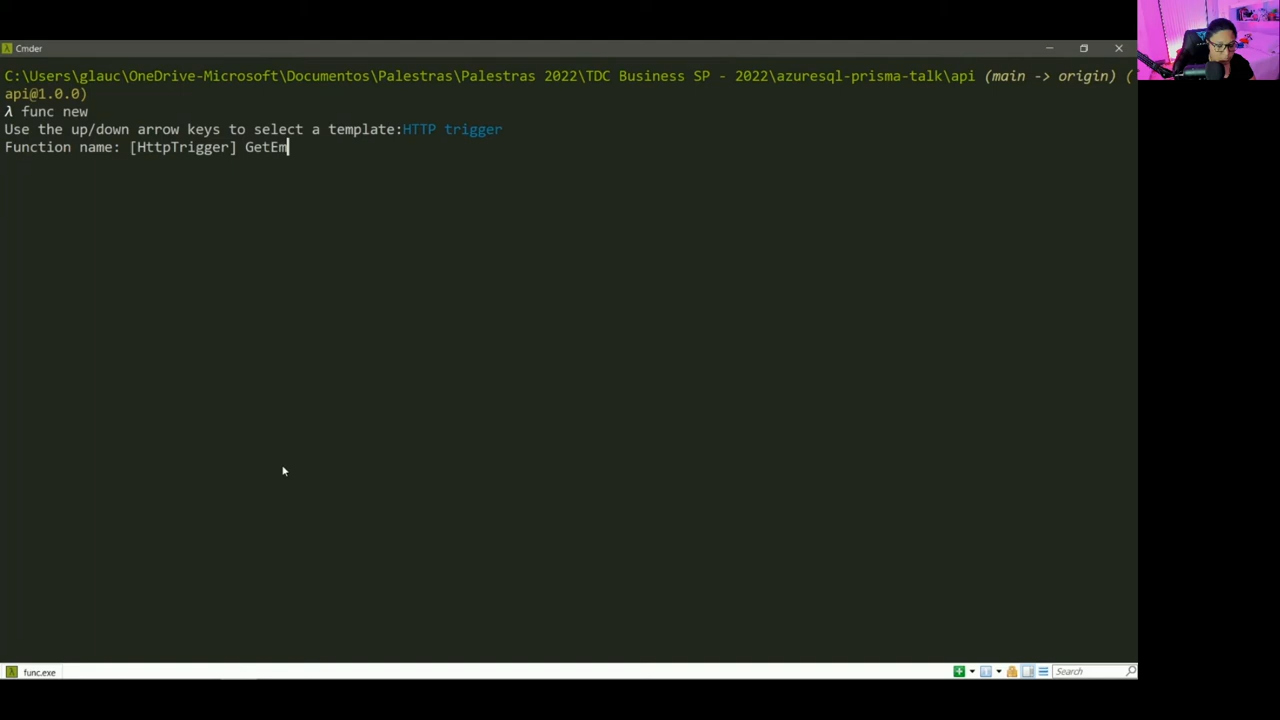 Cmder
C:\Users\glauc\OneDrive-Microsoft\Documentos\Palestras\Palestras 2022\TDC Business SP - 2022\azuresql-prisma-talk\api (main -> origin) (
api@1.0.0)
λ func new
Use the up/down arrow keys to select a template:HTTP trigger
Function name: [HttpTrigger] GetEm
func.exe
Search